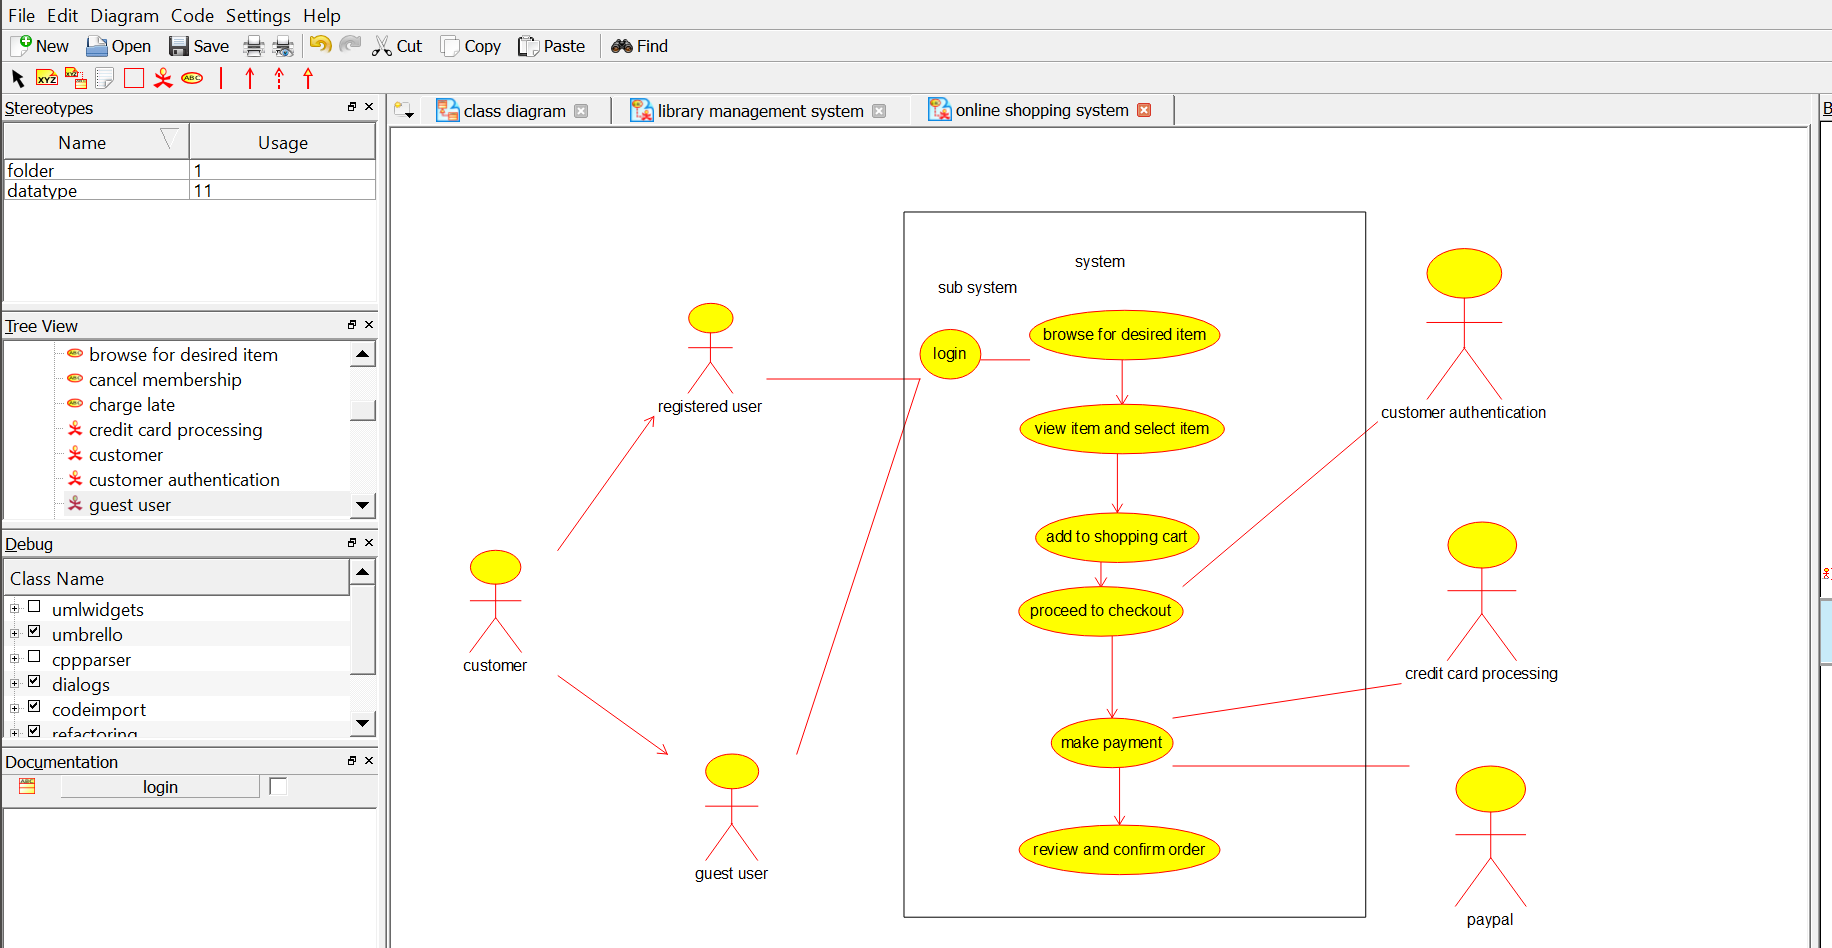 File Edit Diagram Code Settings Help
New Open Save Cut Copy Paste Find
XYZ XYZ ABC
Stereotypes
Name Usage
folder 1
datatype 11
Tree View
browse for desired item
cancel membership
charge late
credit card processing
customer
customer authentication
guest user
Debug
Class Name
umlwidgets
umbrello
cppparser
dialogs
codeimport
refactoring
Documentation
login
class diagram
library management system
online shopping system
system
sub system
login
browse for desired item
view item and select item
add to shopping cart
proceed to checkout
make payment
review and confirm order
registered user
customer
guest user
customer authentication
credit card processing
paypal